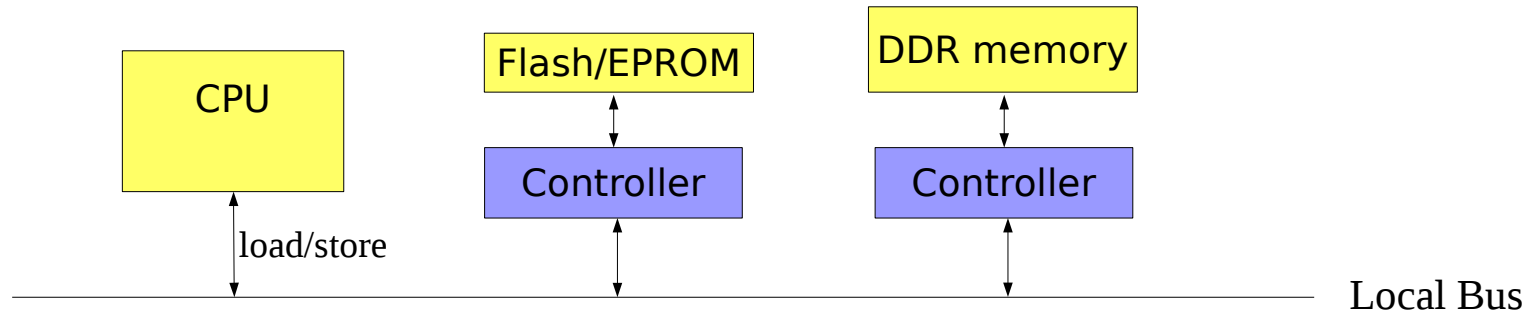 CPU
Flash/EPROM
DDR memory
Controller
Controller
load/store
Local Bus